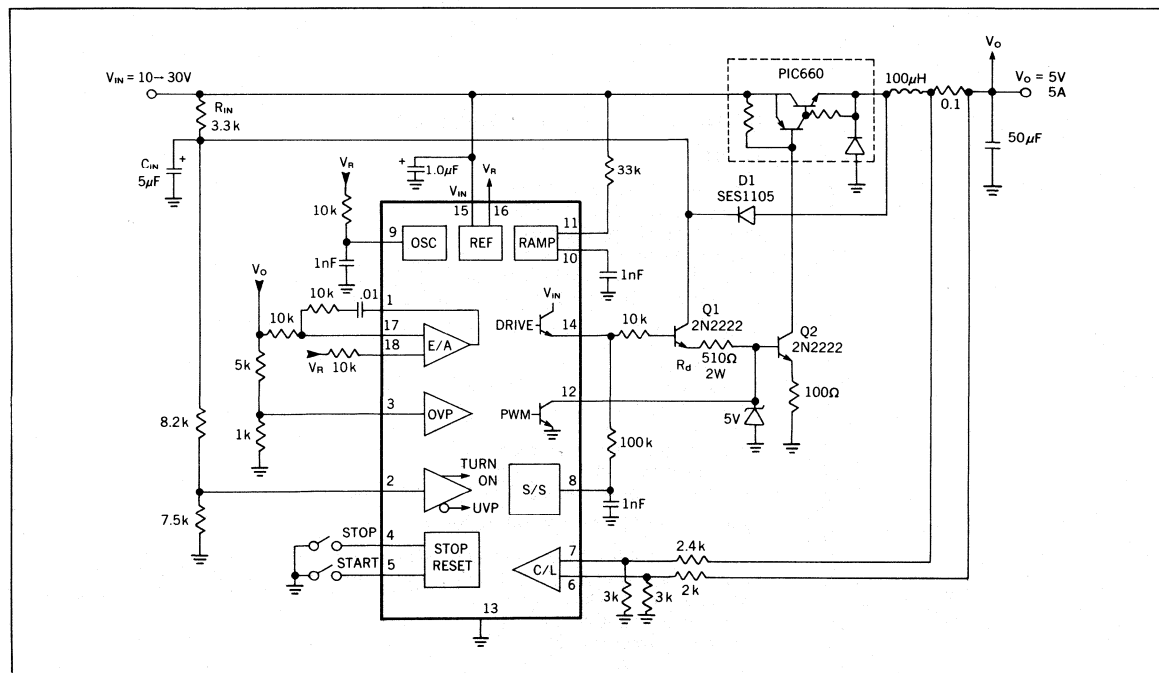 V_IN = 10→30V
R_IN
3.3k
C_IN
5μF
+
V_R
10k
1nF
V_O
10k
.01
10k
V_R
10k
5k
1k
8.2k
7.5k
STOP
START
+
1.0μF
V_IN
V_R
15
16
9
OSC
REF
RAMP
11
10
33k
1nF
1
17
18
E/A
V_IN
DRIVE
14
10k
3
OVP
PWM
12
100k
2
TURN
ON
UVP
S/S
8
1nF
4
5
STOP
RESET
C/L
7
6
13
2.4k
2k
3k
3k
PIC660
D1
SES1105
Q1
2N2222
R_d
510Ω
2W
5V
Q2
2N2222
100Ω
100μH
0.1
V_O
V_O = 5V
5A
50μF